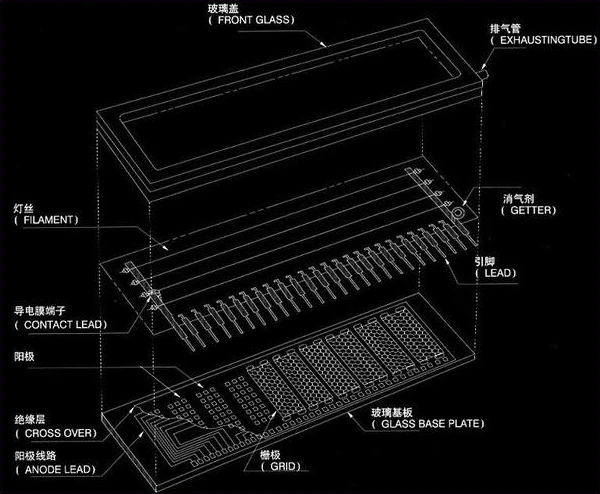 玻璃盖
( FRONT GLASS )
排气管
( EXHAUSTINGTUBE )
灯丝
( FILAMENT )
消气剂
( GETTER )
引脚
( LEAD )
导电膜端子
( CONTACT LEAD )
阳极
绝缘层
( CROSS OVER )
玻璃基板
( GLASS BASE PLATE )
阳极线路
( ANODE LEAD )
栅极
( GRID )